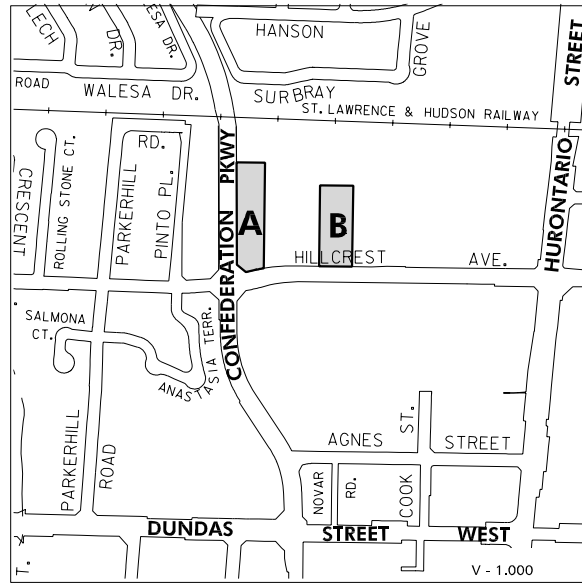 LECH
DR.
WALESA DR.
HANSON
GROVE
STREET
ROAD
WALESA DR.
SURBRAY
ST. LAWRENCE & HUDSON RAILWAY
CRESCENT
ROLLING STONE CT.
PARKERHILL
RD.
PINTO PL.
CONFEDERATION PKWY
A
B
HURONTARIO
HILLCREST AVE.
SALMONA
CT.
ANASTASIA TERR.
PARKERHILL
ROAD
AGNES STREET
NOVAR
RD.
COOK
ST.
DUNDAS STREET WEST
T.
V - 1.000